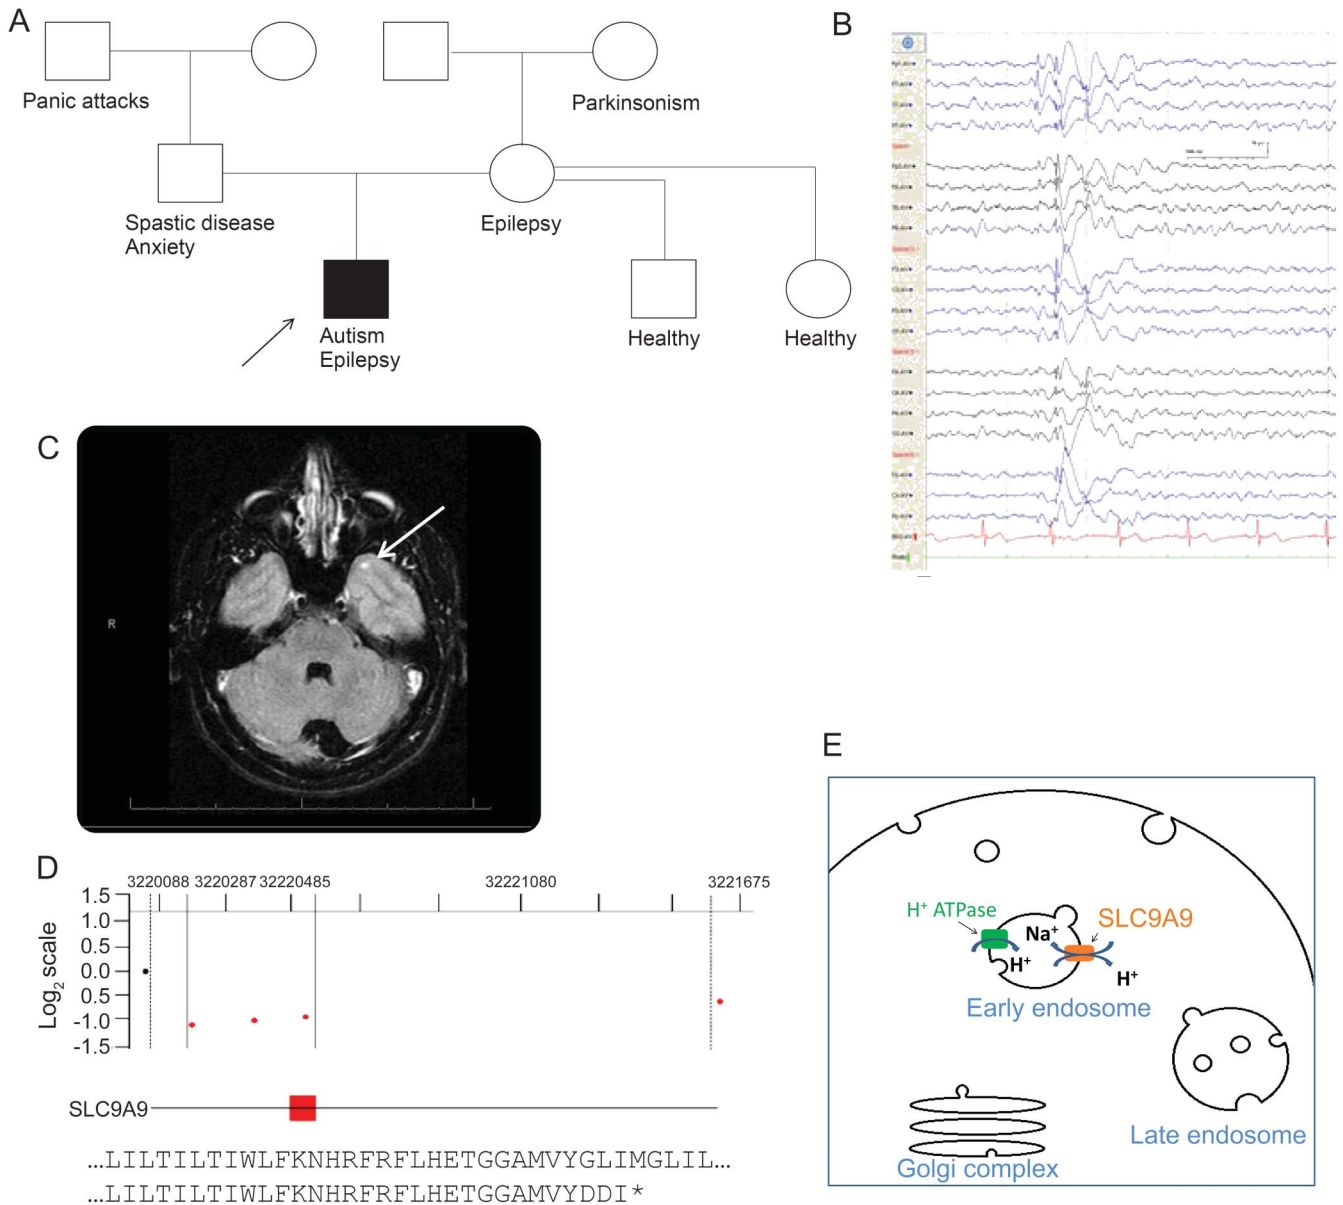 A
Panic attacks
Parkinsonism
Spastic disease
Anxiety
Epilepsy
Autism
Epilepsy
Healthy
Healthy
B
C
R
D
32220088 32220287 32220485 32221080 3221675
1.5
1.0
0.5
0.0
0.5
-1.0
-1.5
Log2 scale
SLC9A9
...LILTILTIWLFKNHRFRFLHETGGAMVYGLIMGLIL...
...LILTILTIWLFKNHRFRFLHETGGAMVYDDI*
E
H+ ATPase
SLC9A9
Na+
H+
H+
Early endosome
Late endosome
Golgi complex